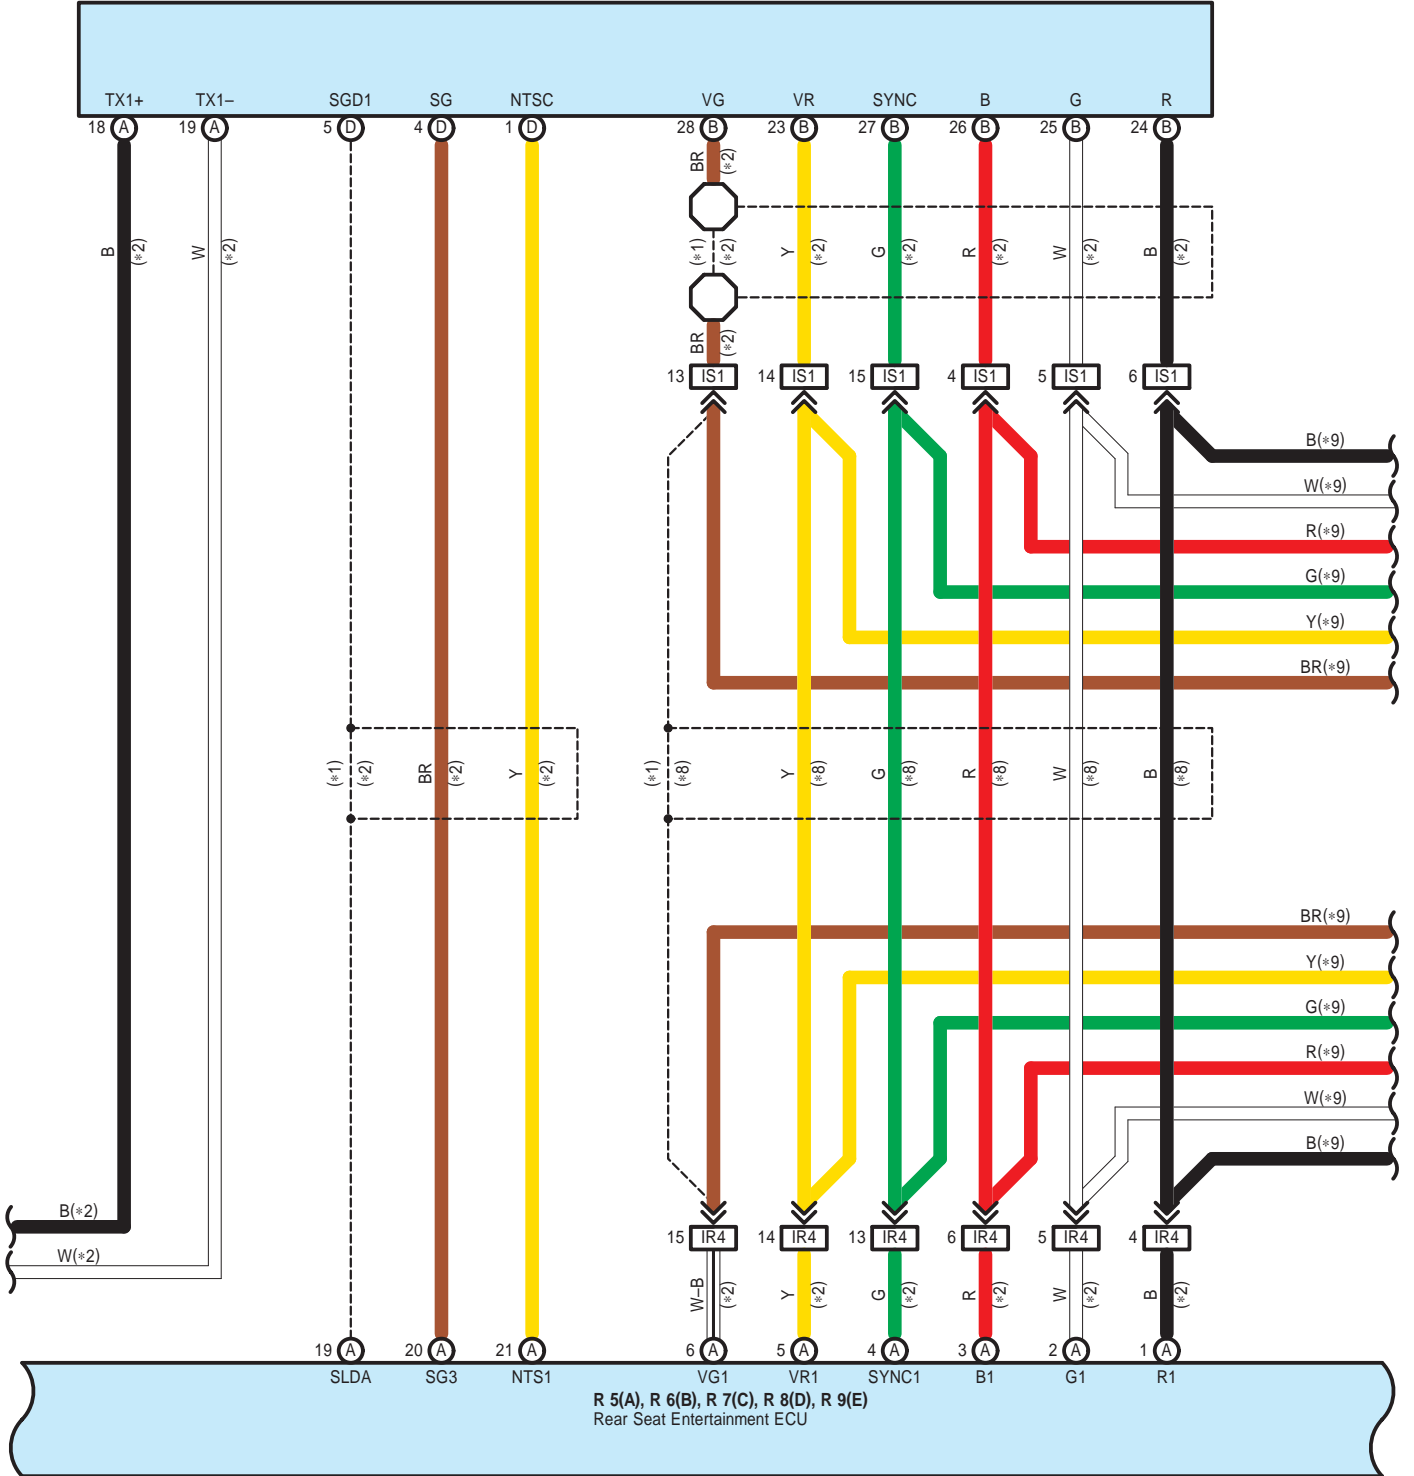 TX1+ TX1– SGD1 SG NTSC VG VR SYNC B G R
18 A 19 A 5 D 4 D 1 D 28 B 23 B 27 B 26 B 25 B 24 B
BR (*2)
B (*2) W (*2) (*1) (*2) Y (*2) G (*2) R (*2) W (*2) B (*2)
BR (*2)
13 IS1 14 IS1 15 IS1 4 IS1 5 IS1 6 IS1
B(*9)
W(*9)
R(*9)
G(*9)
Y(*9)
BR(*9)
(*1) (*2) BR (*2) Y (*2) (*1) (*8) Y (*8) G (*8) R (*8) W (*8) B (*8)
BR(*9)
Y(*9)
G(*9)
R(*9)
W(*9)
B(*9)
B(*2)
W(*2)
15 IR4 14 IR4 13 IR4 6 IR4 5 IR4 4 IR4
W–B (*2) Y (*2) G (*2) R (*2) W (*2) B (*2)
19 A 20 A 21 A 6 A 5 A 4 A 3 A 2 A 1 A
SLDA SG3 NTS1 VG1 VR1 SYNC1 B1 G1 R1
R 5(A), R 6(B), R 7(C), R 8(D), R 9(E)
Rear Seat Entertainment ECU